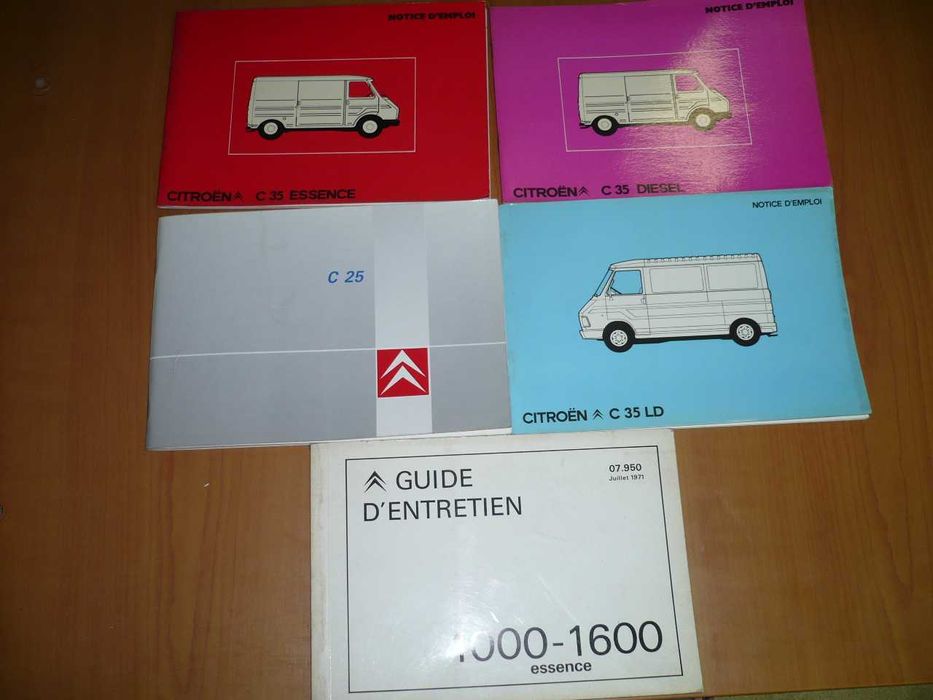 NOTICE D'EMPLOI
CITROËN C 35 ESSENCE
NOTICE D'EMPLOI
CITROËN C 35 DIESEL
C 25
NOTICE D'EMPLOI
CITROËN C 35 LD
GUIDE
D'ENTRETIEN
07.950
Juillet 1971
1000-1600
essence